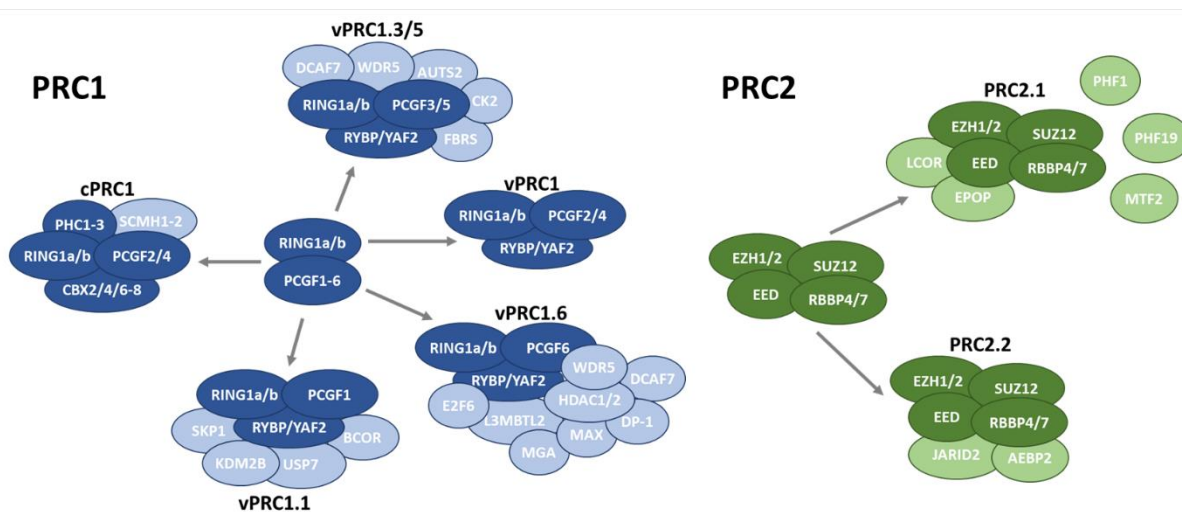 PRC1
vPRC1.3/5
DCAF7
WDR5
AUTS2
RING1a/b
PCGF3/5
CK2
RYBP/YAF2
FBRS
cPRC1
PHC1-3
SCMH1-2
RING1a/b
PCGF2/4
CBX2/4/6-8
RING1a/b
PCGF1-6
vPRC1
RING1a/b
PCGF2/4
RYBP/YAF2
vPRC1.6
RING1a/b
PCGF6
WDR5
RYBP/YAF2
DCAF7
E2F6
HDAC1/2
L3MBTL2
DP-1
MAX
MGA
RING1a/b
PCGF1
SKP1
RYBP/YAF2
BCOR
KDM2B
USP7
vPRC1.1
PRC2
PRC2.1
PHF1
EZH1/2
SUZ12
PHF19
LCOR
EED
RBBP4/7
EPOP
MTF2
EZH1/2
SUZ12
EED
RBBP4/7
PRC2.2
EZH1/2
SUZ12
EED
RBBP4/7
JARID2
AEBP2